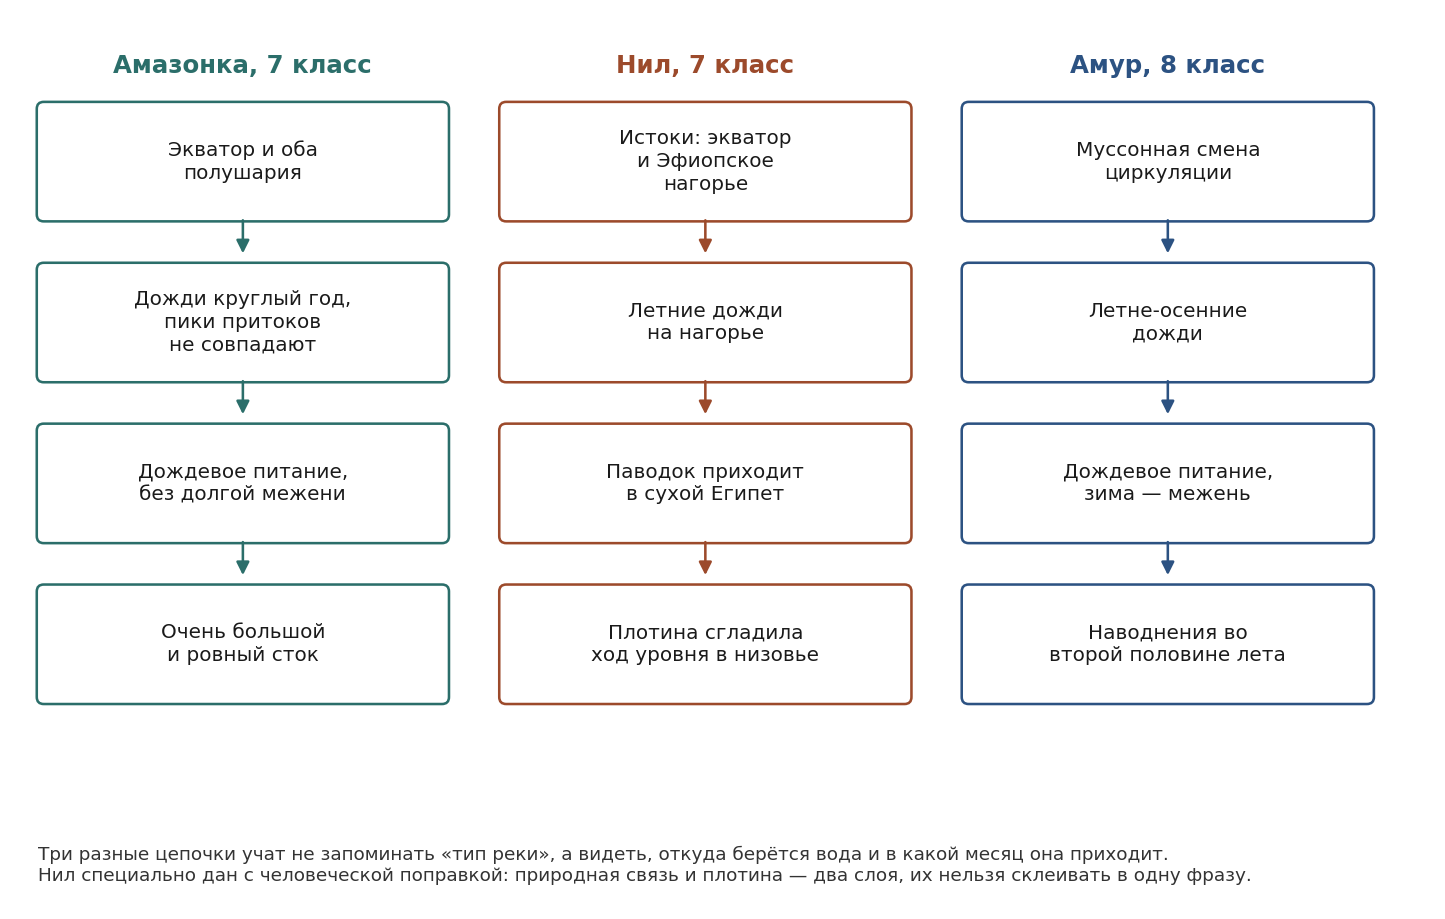 Амазонка, 7 класс
Экватор и оба
полушария
Дожди круглый год,
пики притоков
не совпадают
Дождевое питание,
без долгой межени
Очень большой
и ровный сток
Нил, 7 класс
Истоки: экватор
и Эфиопское
нагорье
Летние дожди
на нагорье
Паводок приходит
в сухой Египет
Плотина сгладила
ход уровня в низовье
Амур, 8 класс
Муссонная смена
циркуляции
Летне-осенние
дожди
Дождевое питание,
зима — межень
Наводнения во
второй половине лета
Три разные цепочки учат не запоминать «тип реки», а видеть, откуда берётся вода и в какой месяц она приходит.
Нил специально дан с человеческой поправкой: природная связь и плотина — два слоя, их нельзя склеивать в одну фразу.